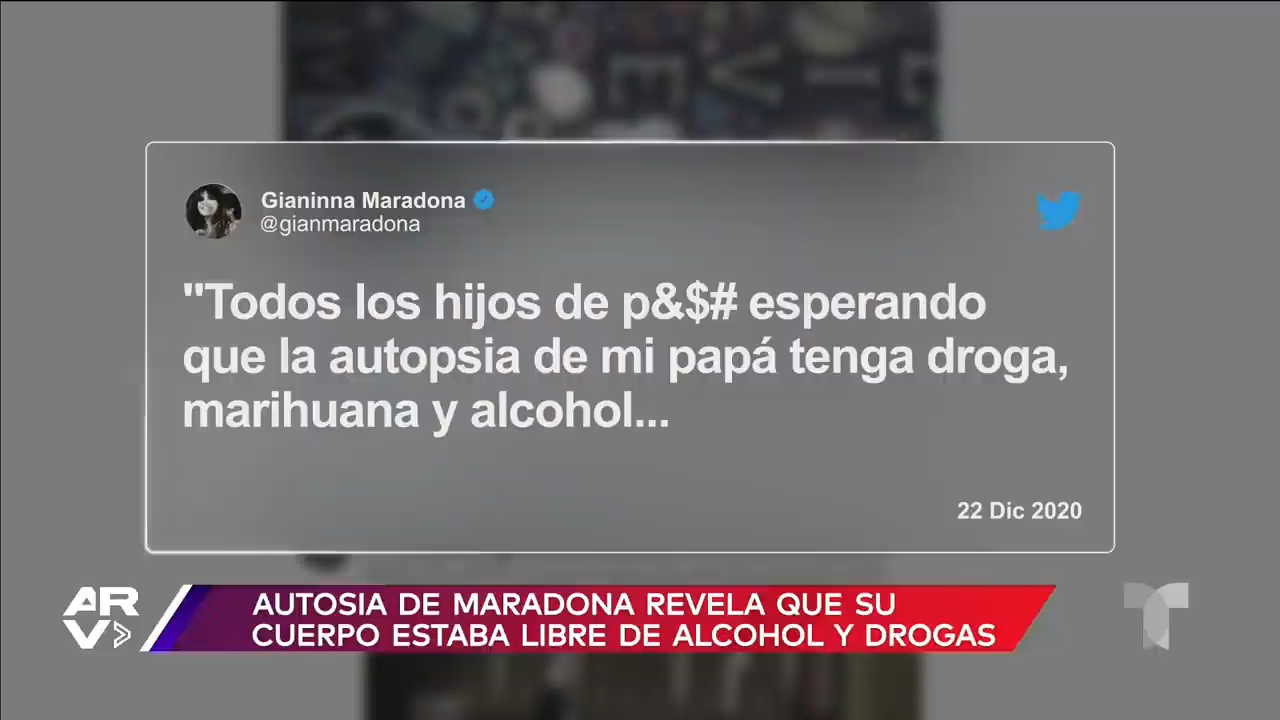 Gianinna Maradona
@gianmaradona
"Todos los hijos de p&$# esperando
que la autopsia de mi papá tenga droga,
marihuana y alcohol...
22 Dic 2020
ARV
AUTOSIA DE MARADONA REVELA QUE SU
CUERPO ESTABA LIBRE DE ALCOHOL Y DROGAS